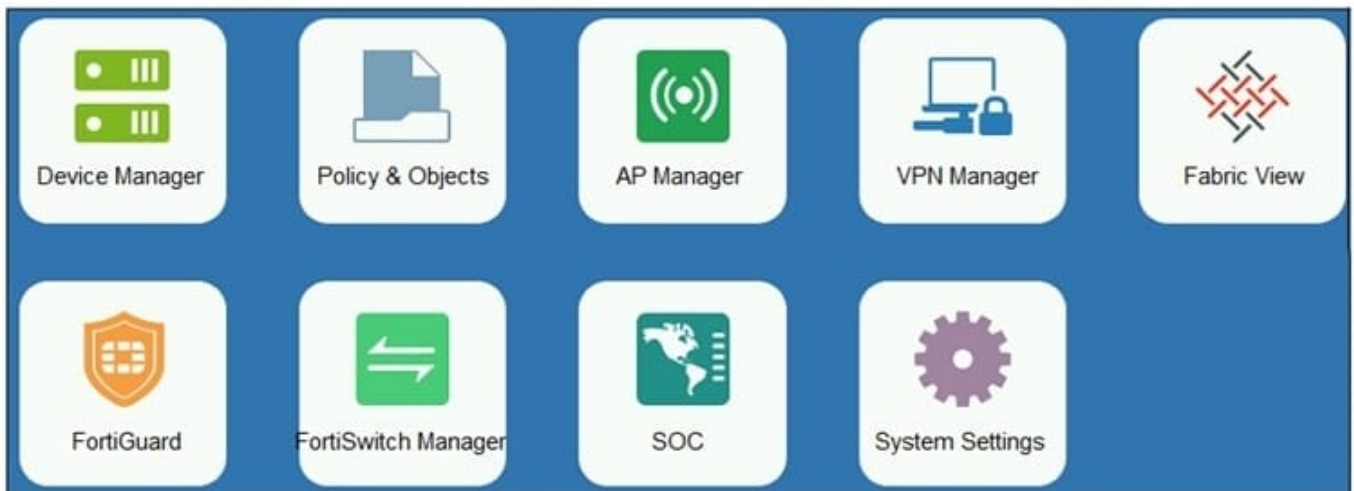 Device Manager
Policy & Objects
AP Manager
VPN Manager
Fabric View
FortiGuard
FortiSwitch Manager
SOC
System Settings